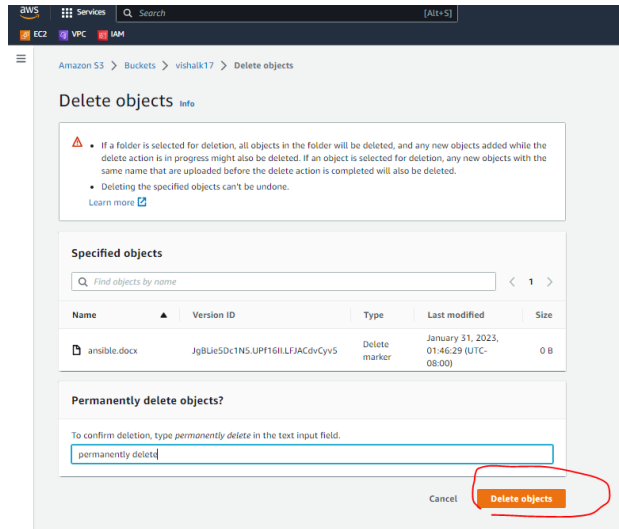 aws
Services
Search
[Alt+S]
EC2 VPC IAM
Amazon S3 > Buckets > vishalk17 > Delete objects
Delete objects Info
• If a folder is selected for deletion, all objects in the folder will be deleted, and any new objects added while the
delete action is in progress might also be deleted. If an object is selected for deletion, any new objects with the
same name that are uploaded before the delete action is completed will also be deleted.
• Deleting the specified objects can't be undone.
Learn more
Specified objects
Find objects by name
< 1 >
Name Version ID Type Last modified Size
ansible.docx JgBLie5Dc1N5.UPf16II.LFJACdvCyv5 Delete marker January 31, 2023, 01:46:29 (UTC-08:00) 0 B
Permanently delete objects?
To confirm deletion, type permanently delete in the text input field.
permanently delete
Cancel Delete objects